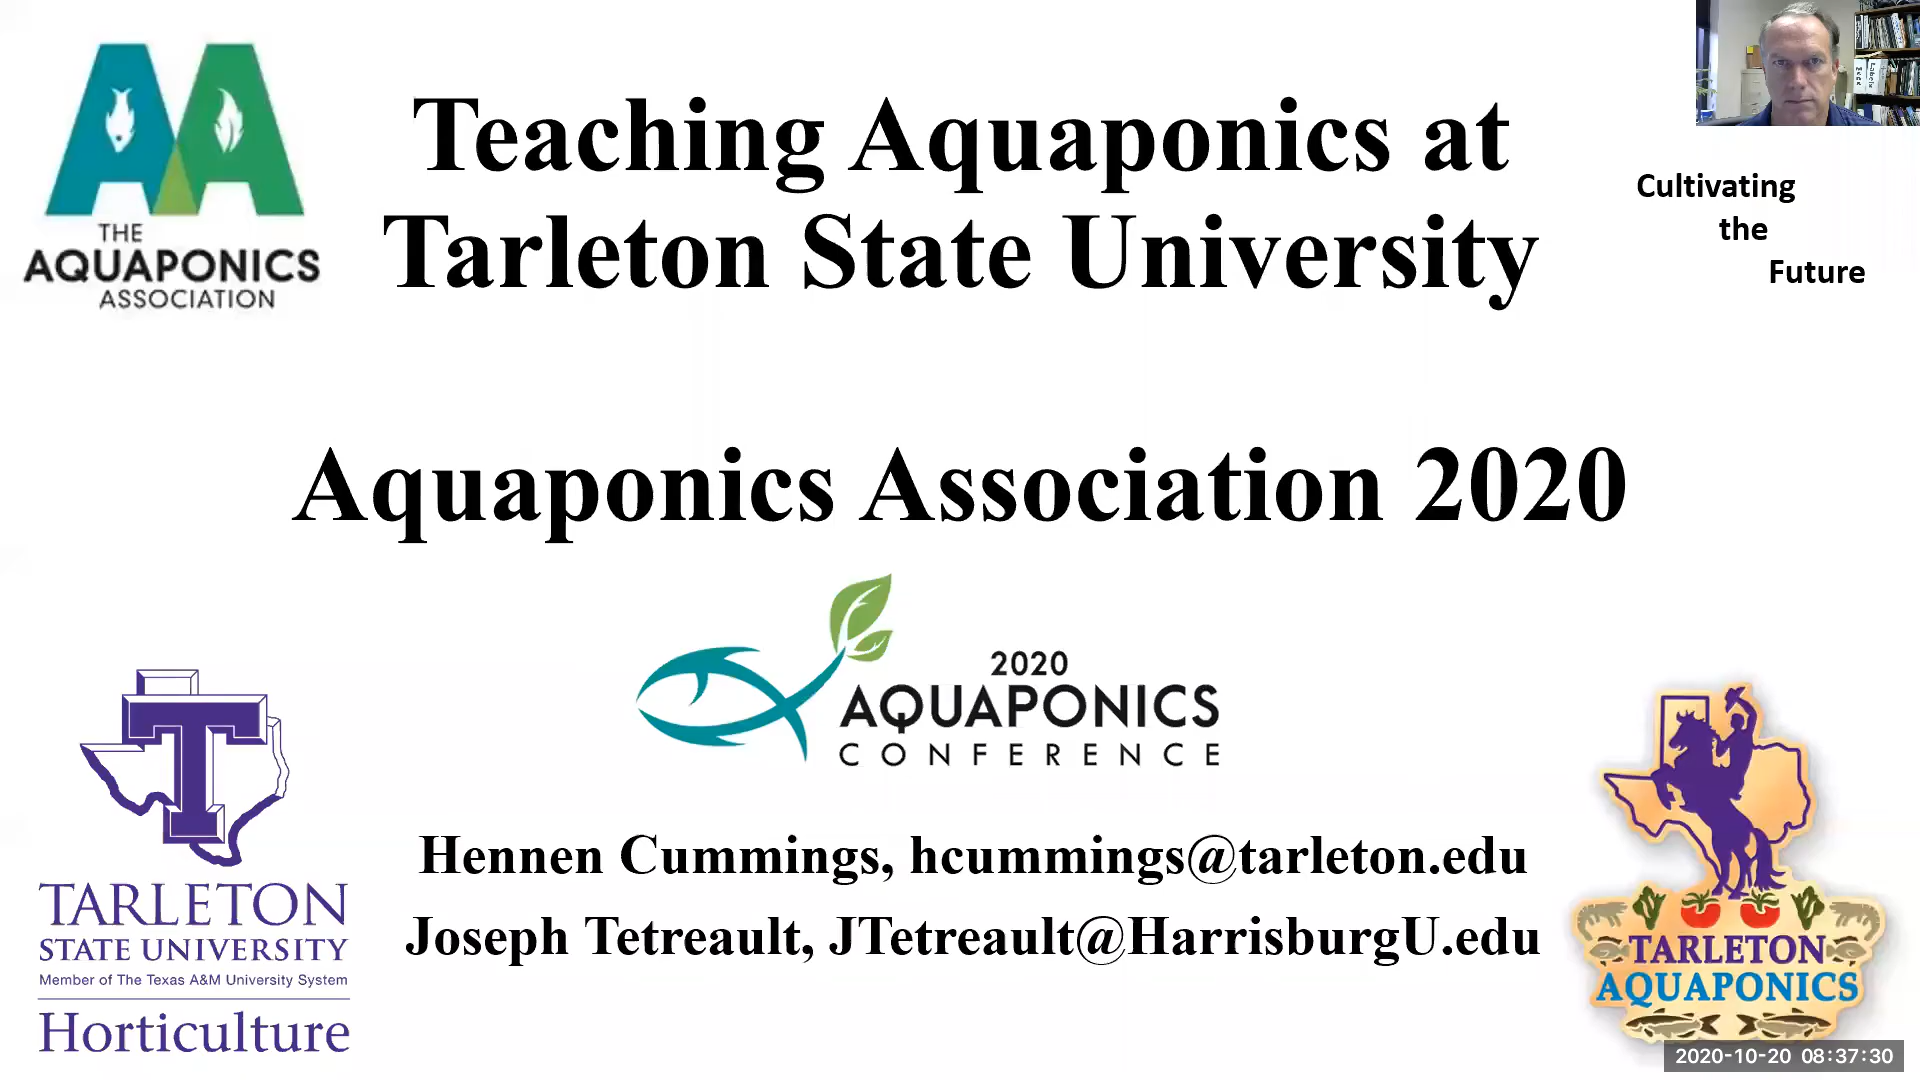 THE
AQUAPONICS
ASSOCIATION
Teaching Aquaponics at
Tarleton State University
Cultivating
the
Future
Aquaponics Association 2020
2020
AQUAPONICS
CONFERENCE
Hennen Cummings, hcummings@tarleton.edu
Joseph Tetreault, JTetreault@HarrisburgU.edu
T
TARLETON
STATE UNIVERSITY
Member of The Texas A&M University System
Horticulture
TARLETON
AQUAPONICS
2020-10-20 08:37:30